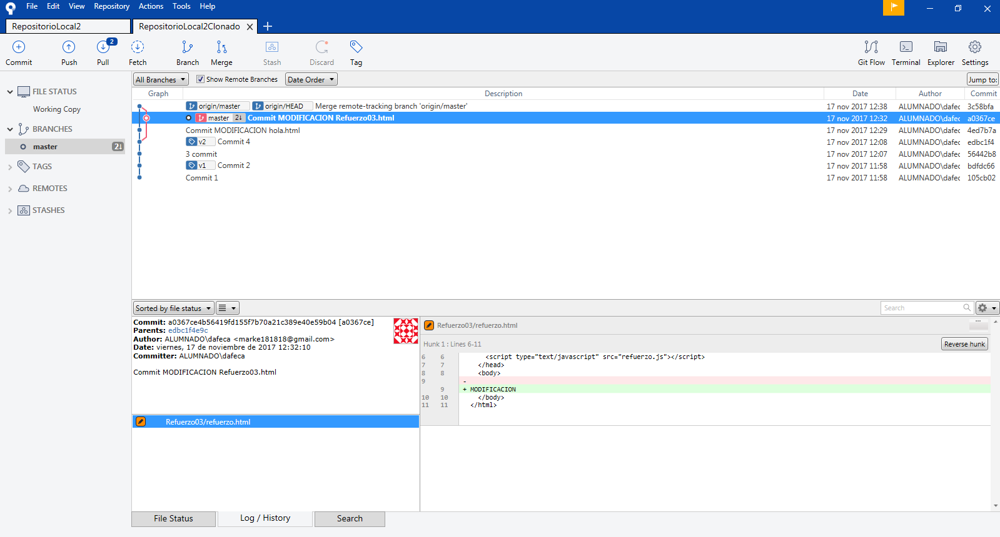 File Edit View Repository Actions Tools Help
RepositorioLocal2 RepositorioLocal2Clonado
2
Commit Push Pull Fetch Branch Merge Stash Discard Tag Git Flow Terminal Explorer Settings
All Branches Show Remote Branches Date Order Jump to:
FILE STATUS
Working Copy
BRANCHES
master 2↓
TAGS
REMOTES
STASHES
Graph Description Date Author Commit
origin/master origin/HEAD Merge remote-tracking branch 'origin/master' 17 nov 2017 12:38 ALUMNADO\dafec 3c58bfa
master 2↓ Commit MODIFICACION Refuerzo03.html 17 nov 2017 12:32 ALUMNADO\dafec a0367ce
Commit MODIFICACION hola.html 17 nov 2017 12:29 ALUMNADO\dafec 4ed7b7a
v2 Commit 4 17 nov 2017 12:08 ALUMNADO\dafec edbc1f4
3 commit 17 nov 2017 12:07 ALUMNADO\dafec 56442b8
v1 Commit 2 17 nov 2017 11:58 ALUMNADO\dafec bdfdc66
Commit 1 17 nov 2017 11:58 ALUMNADO\dafec 105cb02
Sorted by file status Search
Commit: a0367ce4b56419fd155f7b70a21c389e40e59b04 [a0367ce]
Parents: edbc1f4e9c
Author: ALUMNADO\dafeca <marke181818@gmail.com>
Date: viernes, 17 de noviembre de 2017 12:32:10
Committer: ALUMNADO\dafeca
Commit MODIFICACION Refuerzo03.html
Refuerzo03/refuerzo.html
Refuerzo03/refuerzo.html
Hunk 1 : Lines 6-11 Reverse hunk
6 6 <script type="text/javascript" src="refuerzo.js"></script>
7 7 </head>
8 8 <body>
9 -
9 + MODIFICACION
10 10 </body>
11 11 </html>
File Status Log / History Search